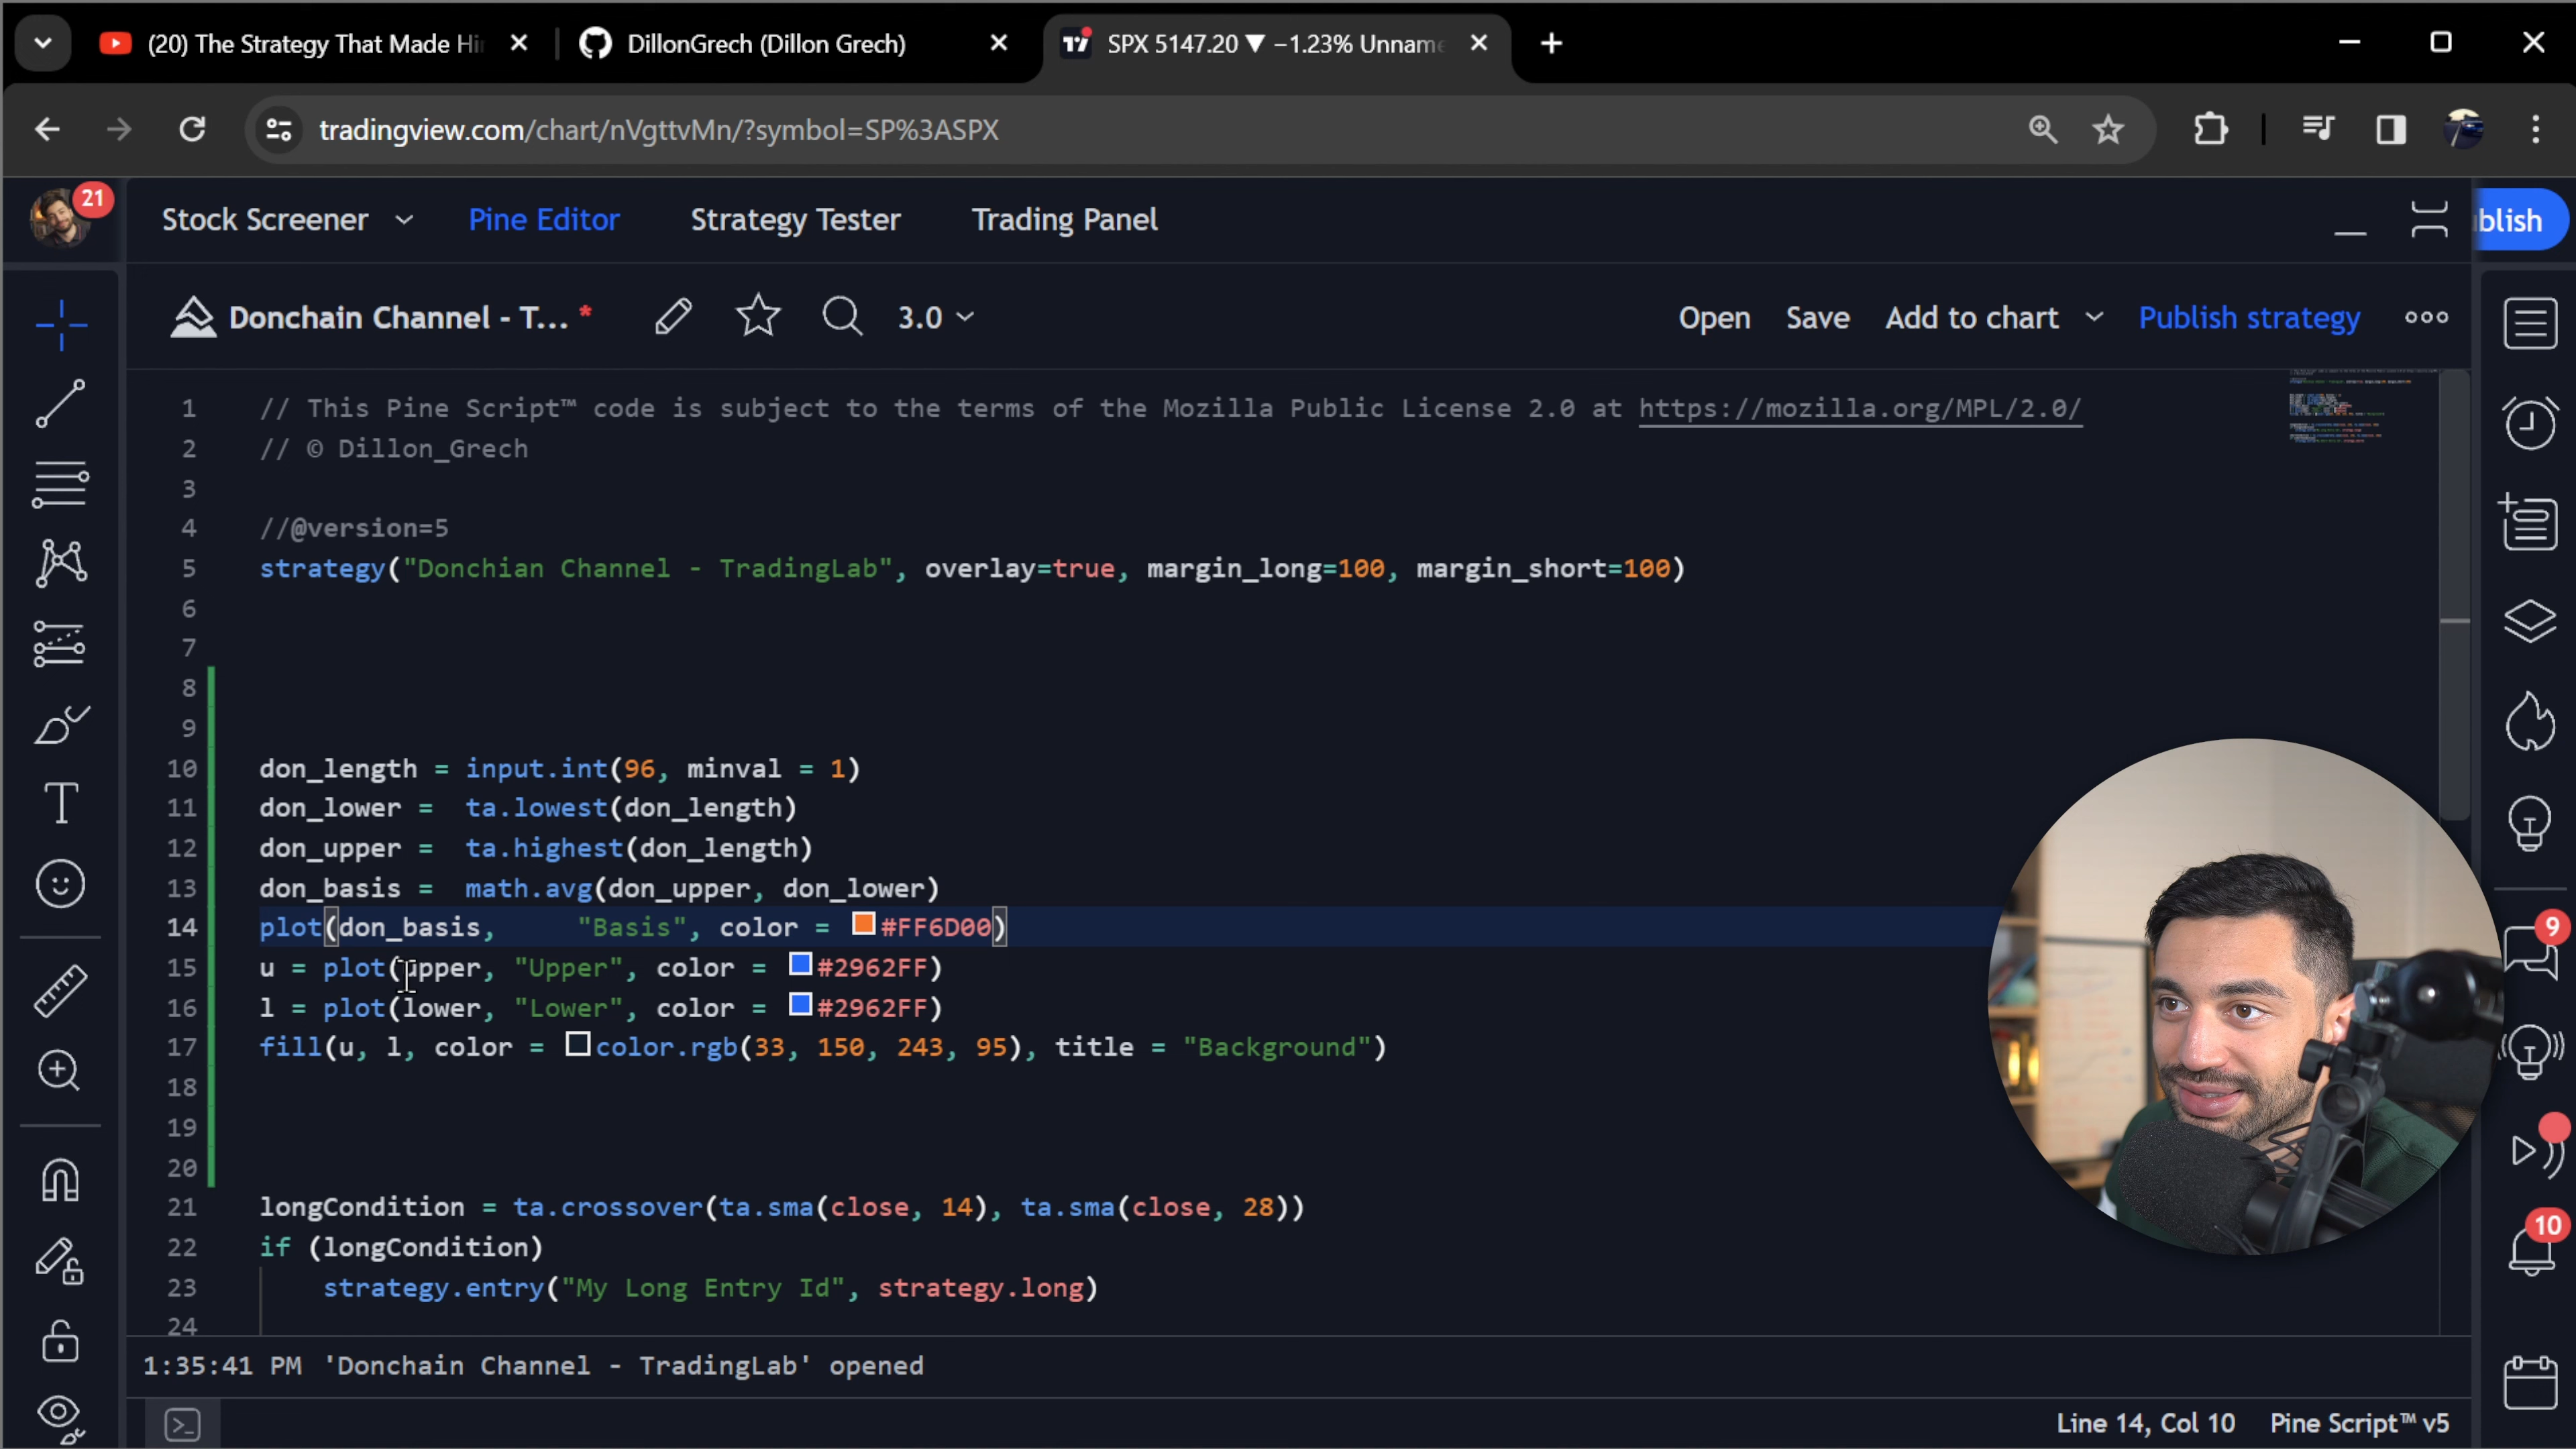 (20) The Strategy That Made Hi
DillonGrech (Dillon Grech)
SPX 5147.20 ▼ −1.23% Unname
tradingview.com/chart/nVgttvMn/?symbol=SP%3ASPX
21
Stock Screener
Pine Editor
Strategy Tester
Trading Panel
blish
Donchain Channel - T... *
3.0
Open
Save
Add to chart
Publish strategy
1 // This Pine Script™ code is subject to the terms of the Mozilla Public License 2.0 at https://mozilla.org/MPL/2.0/
2 // © Dillon_Grech
3
4 //@version=5
5 strategy("Donchian Channel - TradingLab", overlay=true, margin_long=100, margin_short=100)
6
7
8
9
10 don_length = input.int(96, minval = 1)
11 don_lower =  ta.lowest(don_length)
12 don_upper =  ta.highest(don_length)
13 don_basis =  math.avg(don_upper, don_lower)
14 plot(don_basis,     "Basis", color = #FF6D00)
15 u = plot(upper, "Upper", color = #2962FF)
16 l = plot(lower, "Lower", color = #2962FF)
17 fill(u, l, color = color.rgb(33, 150, 243, 95), title = "Background")
18
19
20
21 longCondition = ta.crossover(ta.sma(close, 14), ta.sma(close, 28))
22 if (longCondition)
23     strategy.entry("My Long Entry Id", strategy.long)
24
9
10
1:35:41 PM 'Donchain Channel - TradingLab' opened
Line 14, Col 10
Pine Script™ v5